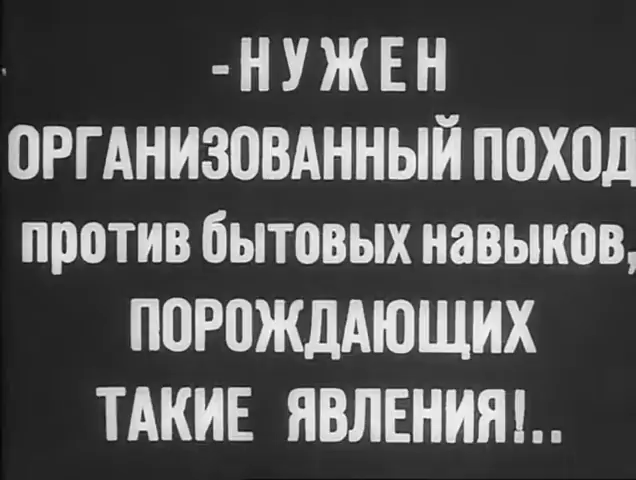 -НУЖЕН
ОРГАНИЗОВАННЫЙ ПОХОД
против бытовых навыков,
ПОРОЖДАЮЩИХ
ТАКИЕ ЯВЛЕНИЯ!..